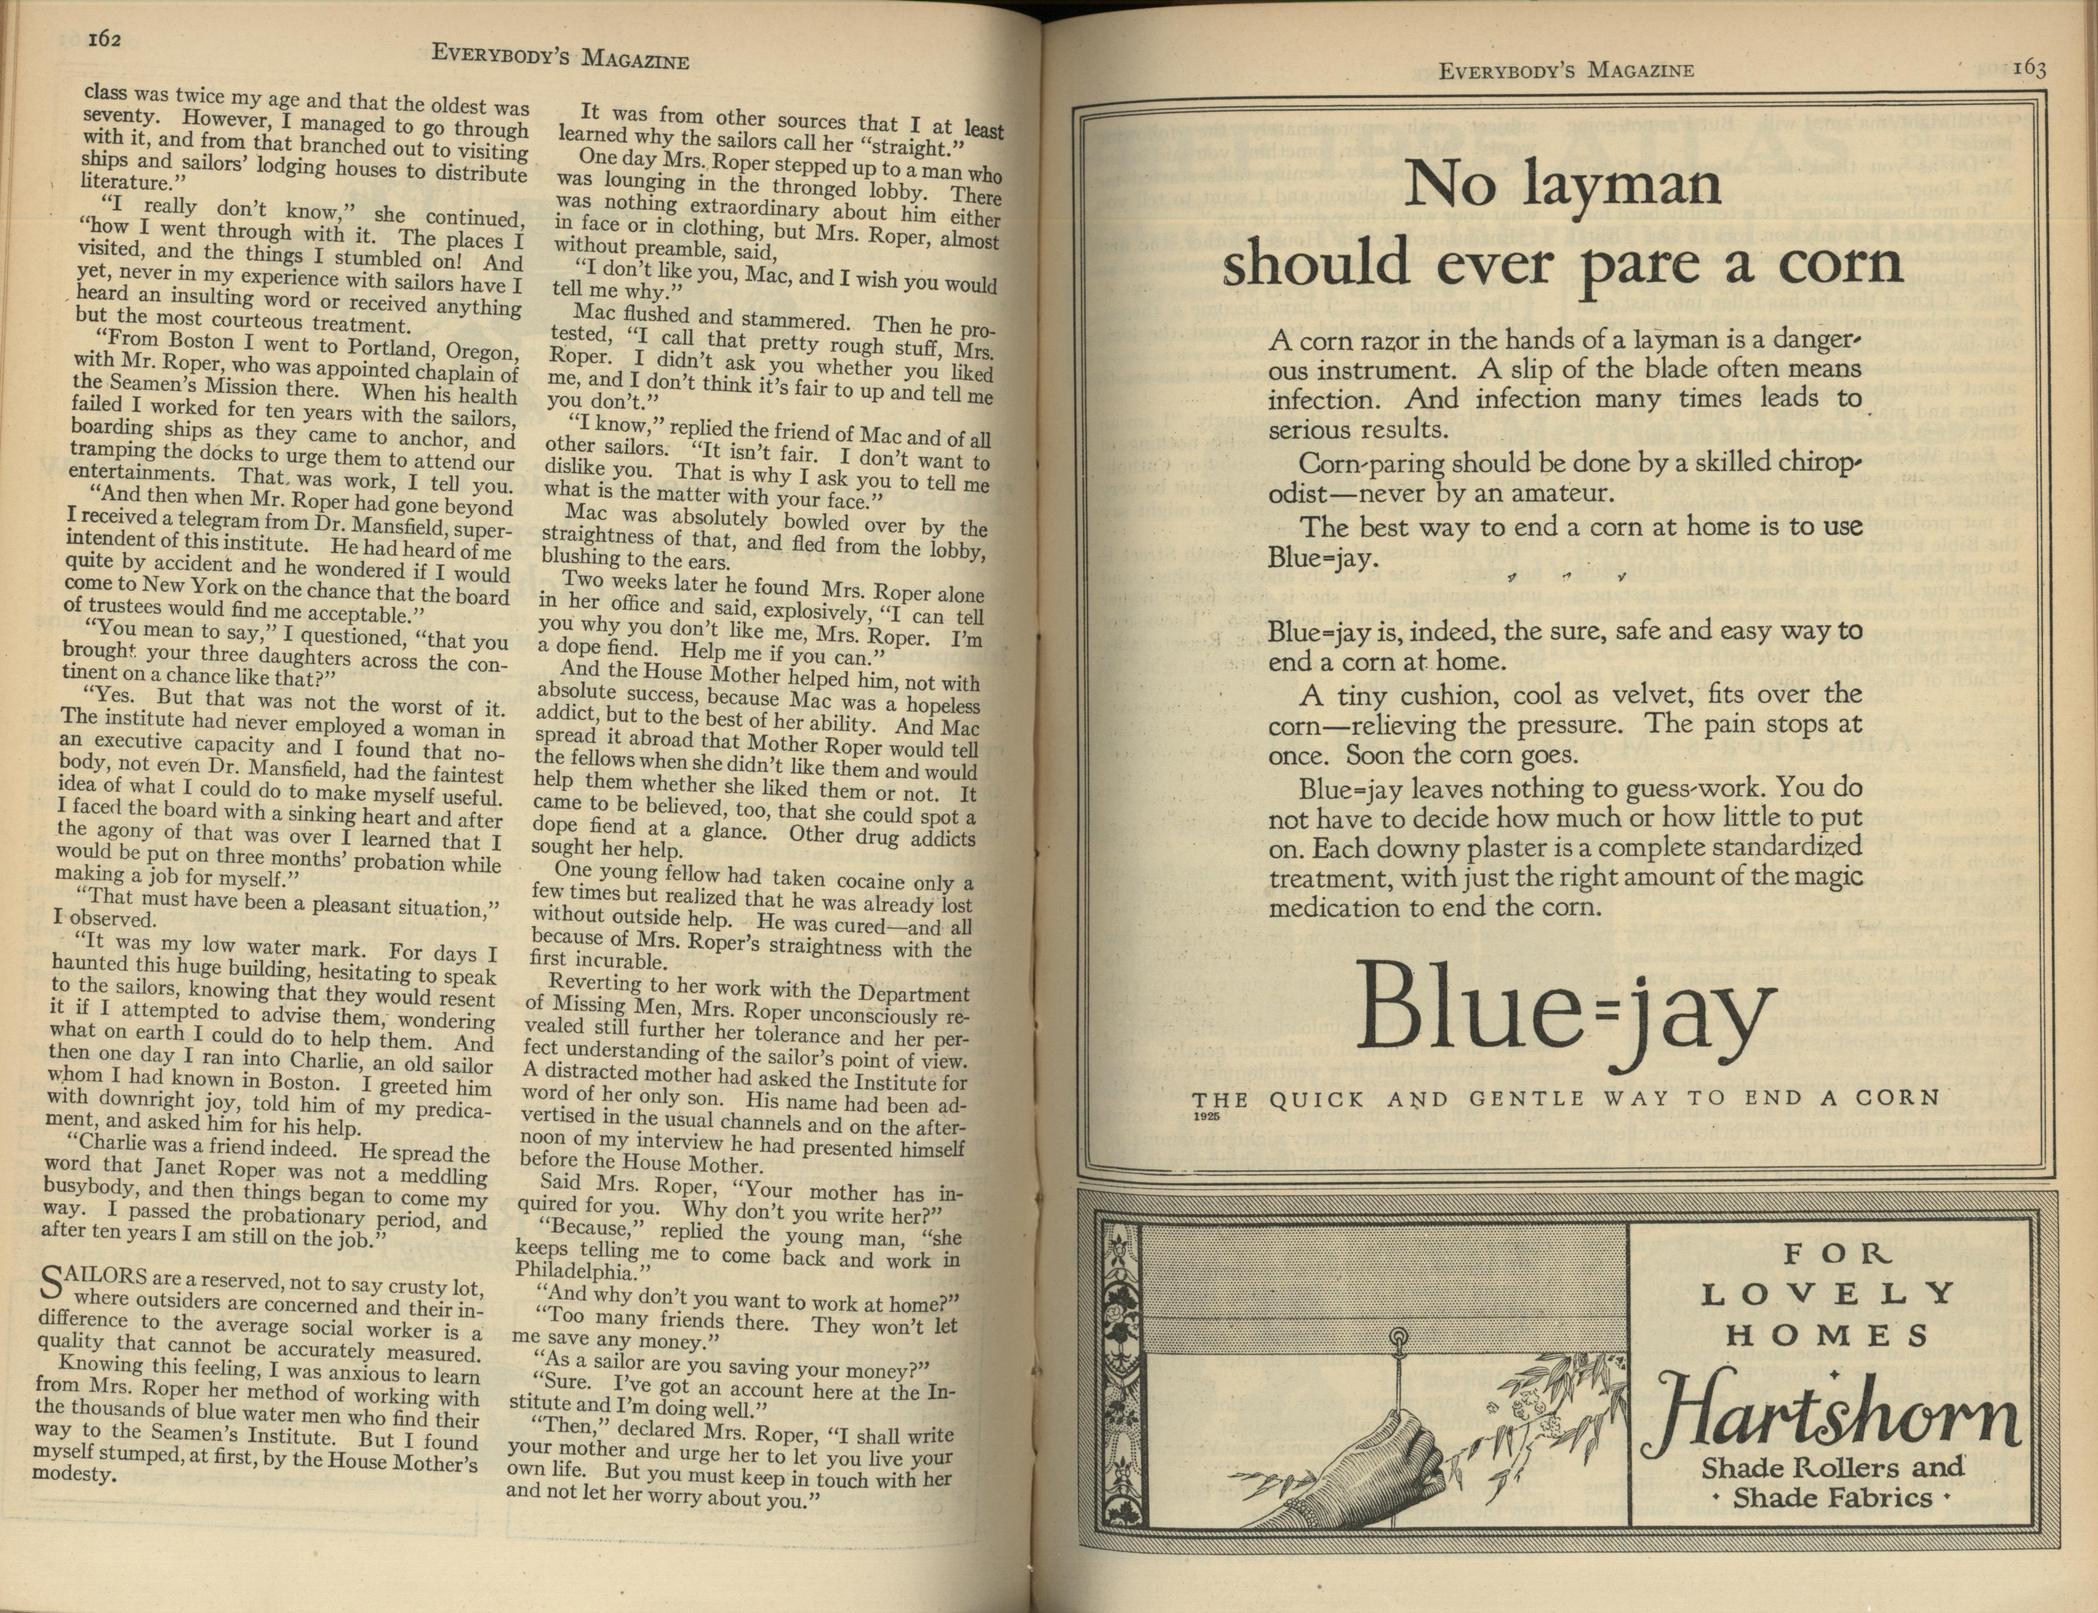 162
EVERYBODY'S MAGAZINE
class was twice my age and that the oldest was
seventy. However, I managed to go through
with it, and from that branched out to visiting
ships and sailors' lodging houses to distribute
literature."
"I really don't know," she continued,
"how I went through with it. The places I
visited, and the things I stumbled on! And
yet, never in my experience with sailors have I
heard an insulting word or received anything
but the most courteous treatment.
"From Boston I went to Portland, Oregon,
with Mr. Roper, who was appointed chaplain of
the Seamen's Mission there. When his health
failed I worked for ten years with the sailors,
boarding ships as they came to anchor, and
tramping the docks to urge them to attend our
entertainments. That was work, I tell you.
"And then when Mr. Roper had gone beyond
I received a telegram from Dr. Mansfield, super-
intendent of this institute. He had heard of me
quite by accident and he wondered if I would
come to New York on the chance that the board
of trustees would find me acceptable."
"You mean to say," I questioned, "that you
brought your three daughters across the con-
tinent on a chance like that?"
"Yes. But that was not the worst of it.
The institute had never employed a woman in
an executive capacity and I found that no-
body, not even Dr. Mansfield, had the faintest
idea of what I could do to make myself useful.
I faced the board with a sinking heart and after
the agony of that was over I learned that I
would be put on three months' probation while
making a job for myself."
"That must have been a pleasant situation,"
I observed.
"It was my low water mark. For days I
haunted this huge building, hesitating to speak
to the sailors, knowing that they would resent
it if I attempted to advise them, wondering
what on earth I could do to help them. And
then one day I ran into Charlie, an old sailor
whom I had known in Boston. I greeted him
with downright joy, told him of my predica-
ment, and asked him for his help.
"Charlie was a friend indeed. He spread the
word that Janet Roper was not a meddling
busybody, and then things began to come my
way. I passed the probationary period, and
after ten years I am still on the job."
SAILORS are a reserved, not to say crusty lot,
where outsiders are concerned and their in-
difference to the average social worker is a
quality that cannot be accurately measured.
Knowing this feeling, I was anxious to learn
from Mrs. Roper her method of working with
the thousands of blue water men who find their
way to the Seamen's Institute. But I found
myself stumped, at first, by the House Mother's
modesty.
It was from other sources that I at least
learned why the sailors call her "straight."
One day Mrs. Roper stepped up to a man who
was lounging in the thronged lobby. There
was nothing extraordinary about him either
in face or in clothing, but Mrs. Roper, almost
without preamble, said,
"I don't like you, Mac, and I wish you would
tell me why."
Mac flushed and stammered. Then he pro-
tested, "I call that pretty rough stuff, Mrs.
Roper. I didn't ask you whether you liked
me, and I don't think it's fair to up and tell me
you don't."
"I know," replied the friend of Mac and of all
other sailors. "It isn't fair. I don't want to
dislike you. That is why I ask you to tell me
what is the matter with your face."
Mac was absolutely bowled over by the
straightness of that, and fled from the lobby,
blushing to the ears.
Two weeks later he found Mrs. Roper alone
in her office and said, explosively, "I can tell
you why you don't like me, Mrs. Roper. I'm
a dope fiend. Help me if you can."
And the House Mother helped him, not with
absolute success, because Mac was a hopeless
addict, but to the best of her ability. And Mac
spread it abroad that Mother Roper would tell
the fellows when she didn't like them and would
help them whether she liked them or not. It
came to be believed, too, that she could spot a
dope fiend at a glance. Other drug addicts
sought her help.
One young fellow had taken cocaine only a
few times but realized that he was already lost
without outside help. He was cured—and all
because of Mrs. Roper's straightness with the
first incurable.
Reverting to her work with the Department
of Missing Men, Mrs. Roper unconsciously re-
vealed still further her tolerance and her per-
fect understanding of the sailor's point of view.
A distracted mother had asked the Institute for
word of her only son. His name had been ad-
vertised in the usual channels and on the after-
noon of my interview he had presented himself
before the House Mother.
Said Mrs. Roper, "Your mother has in-
quired for you. Why don't you write her?"
"Because," replied the young man, "she
keeps telling me to come back and work in
Philadelphia."
"And why don't you want to work at home?"
"Too many friends there. They won't let
me save any money."
"As a sailor are you saving your money?"
"Sure. I've got an account here at the In-
stitute and I'm doing well."
"Then," declared Mrs. Roper, "I shall write
your mother and urge her to let you live your
own life. But you must keep in touch with her
and not let her worry about you."
EVERYBODY'S MAGAZINE
163
No layman
should ever pare a corn
A corn razor in the hands of a layman is a danger-
ous instrument. A slip of the blade often means
infection. And infection many times leads to
serious results.
Corn-paring should be done by a skilled chirop-
odist—never by an amateur.
The best way to end a corn at home is to use
Blue=jay.
Blue=jay is, indeed, the sure, safe and easy way to
end a corn at home.
A tiny cushion, cool as velvet, fits over the
corn—relieving the pressure. The pain stops at
once. Soon the corn goes.
Blue=jay leaves nothing to guess-work. You do
not have to decide how much or how little to put
on. Each downy plaster is a complete standardized
treatment, with just the right amount of the magic
medication to end the corn.
Blue=jay
THE QUICK AND GENTLE WAY TO END A CORN
1925
FOR
LOVELY
HOMES
Hartshorn
Shade Rollers and
· Shade Fabrics ·